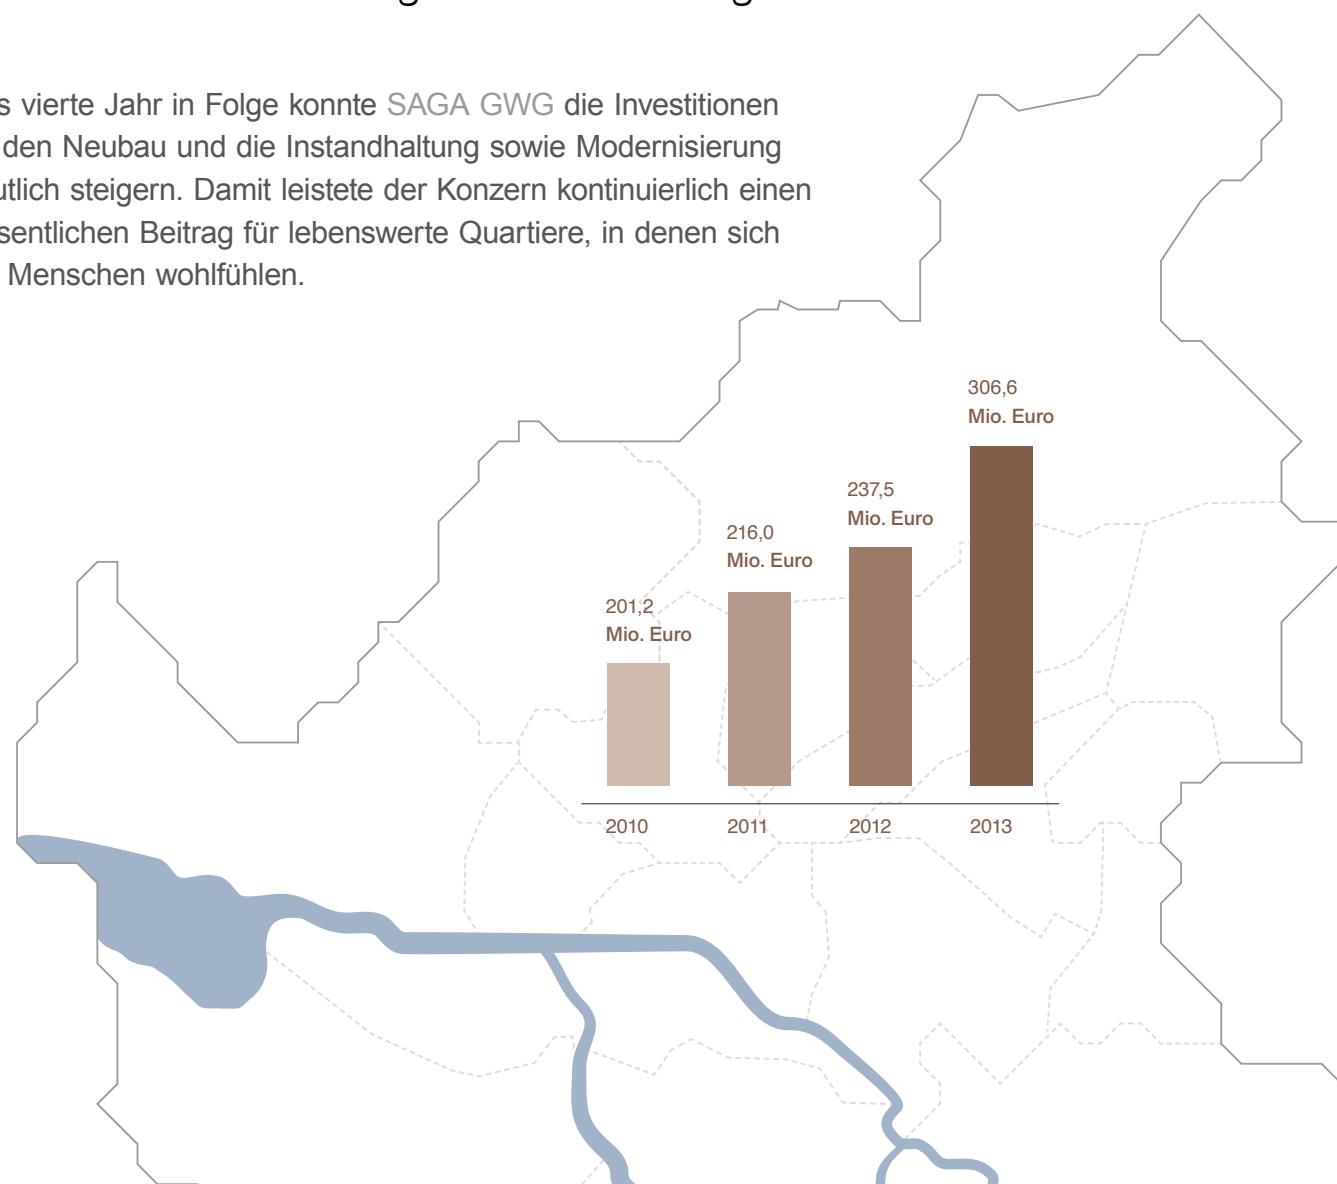 s vierte Jahr in Folge konnte SAGA GWG die Investitionen
den Neubau und die Instandhaltung sowie Modernisierung
utlich steigern. Damit leistete der Konzern kontinuierlich einen
sentlichen Beitrag für lebenswerte Quartiere, in denen sich
Menschen wohlfühlen.
306,6
Mio. Euro
237,5
Mio. Euro
216,0
Mio. Euro
201,2
Mio. Euro
2010 2011 2012 2013